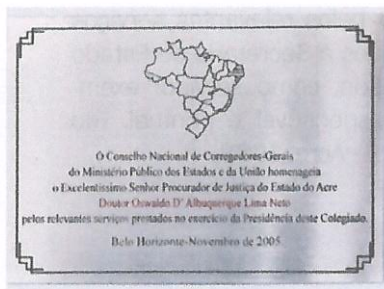 O Conselho Nacional de Corregedores-Gerais
do Ministério Público dos Estados e da União homenageia
o Excelentíssimo Senhor Procurador de Justiça do Estado do Acre
Doutor Oswaldo D' Albuquerque Lima Neto
pelos relevantes serviços prestados no exercício da Presidência deste Colegiado.
Belo Horizonte-Novembro de 2005